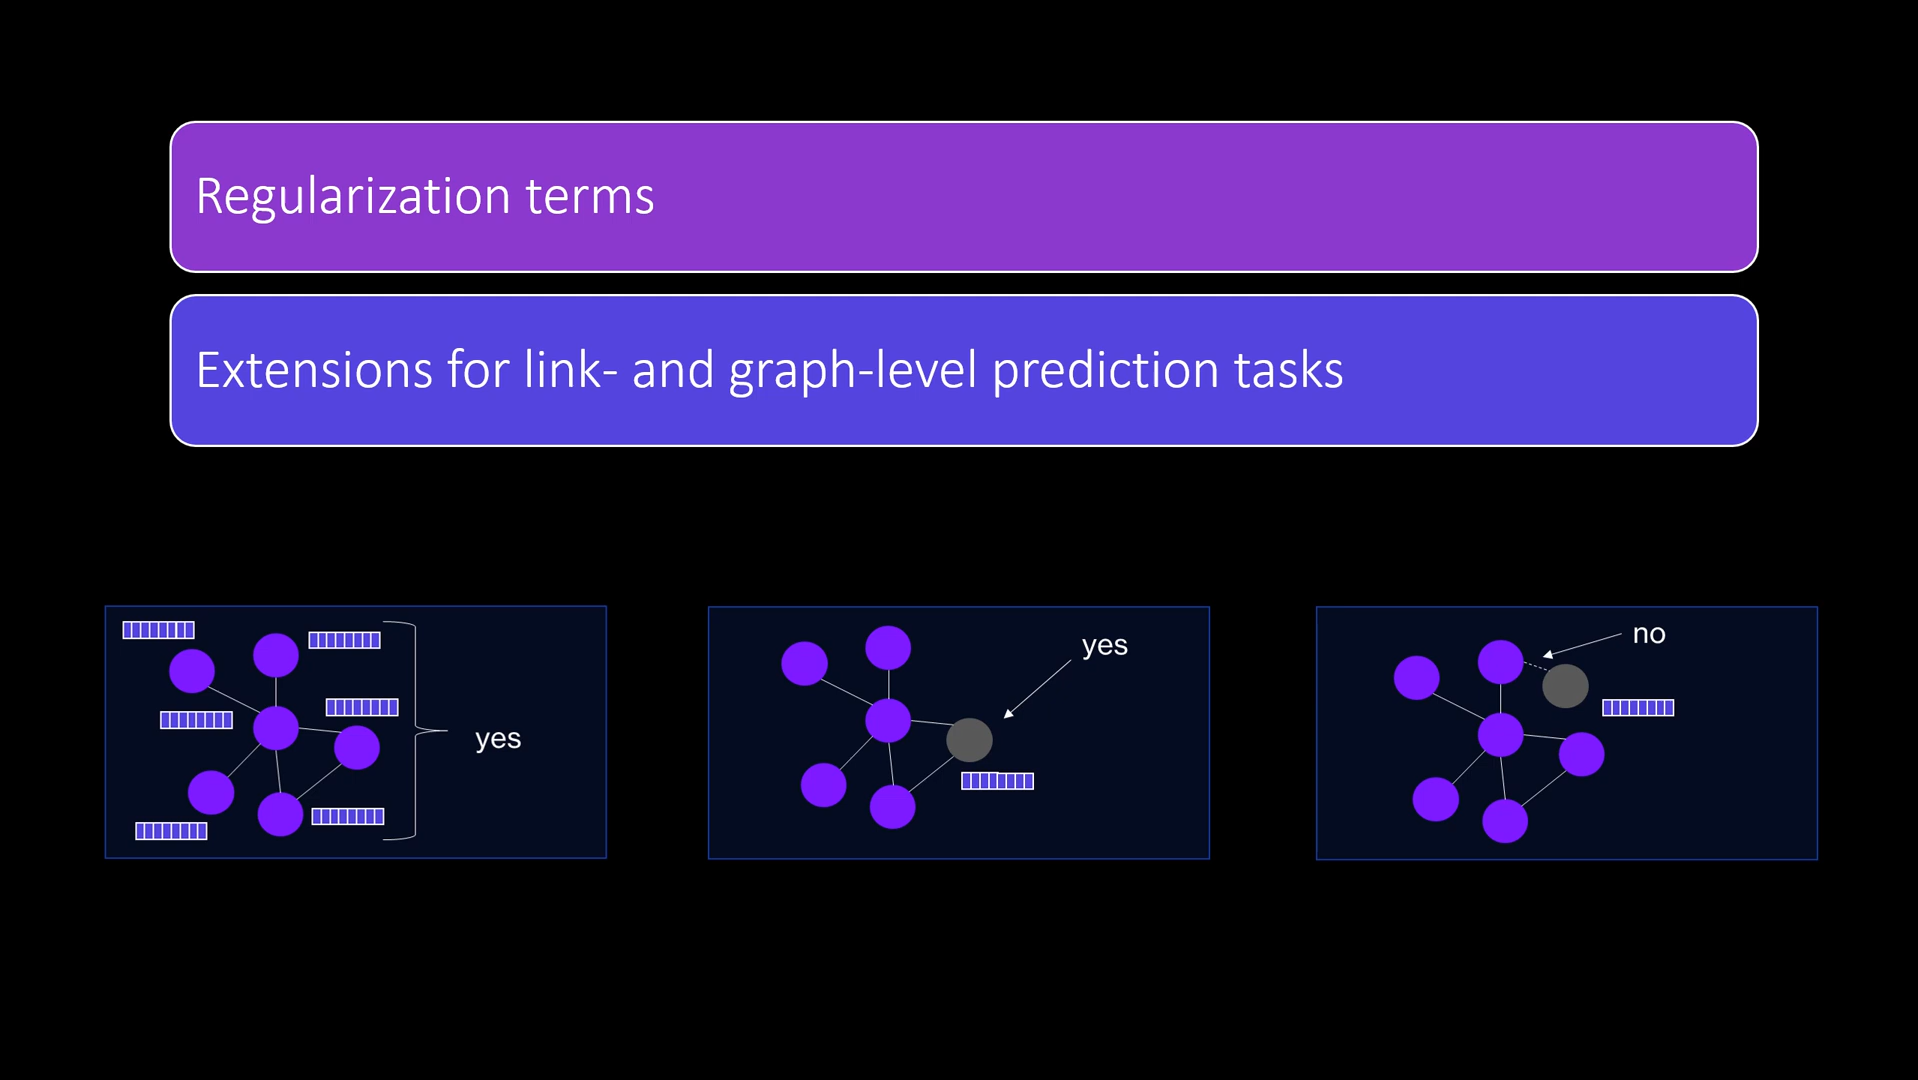 Regularization terms
Extensions for link- and graph-level prediction tasks
yes
yes
no